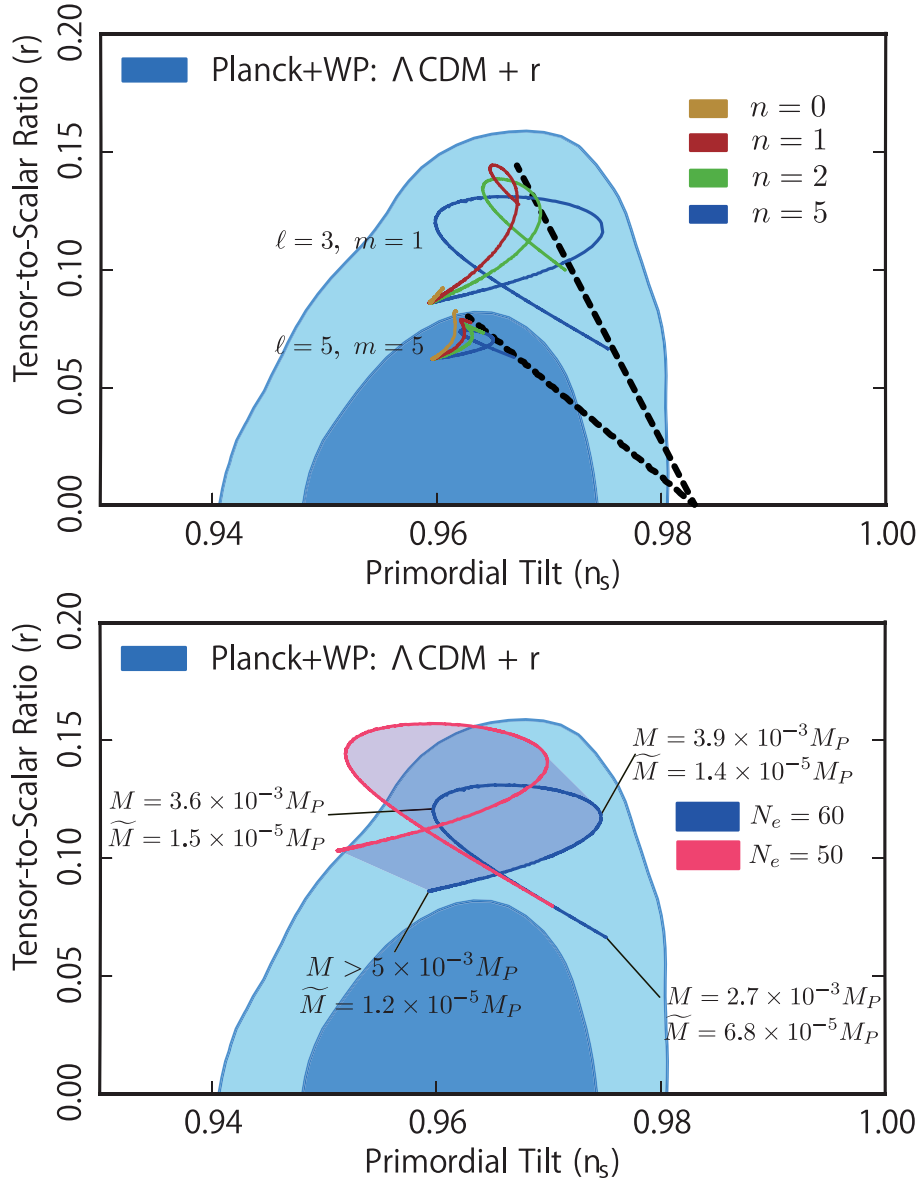 0.20
Planck+WP: Λ CDM + r
n = 0
n = 1
n = 2
n = 5
0.15
ℓ = 3, m = 1
0.10
ℓ = 5, m = 5
0.05
0.00
Tensor-to-Scalar Ratio (r)
0.94 0.96 0.98 1.00
Primordial Tilt (n_s)
0.20
Planck+WP: Λ CDM + r
0.15
M = 3.9 × 10⁻³ M_P
M̃ = 1.4 × 10⁻⁵ M_P
M = 3.6 × 10⁻³ M_P
M̃ = 1.5 × 10⁻⁵ M_P
N_e = 60
N_e = 50
0.10
M > 5 × 10⁻³ M_P
M̃ = 1.2 × 10⁻⁵ M_P
M = 2.7 × 10⁻³ M_P
M̃ = 6.8 × 10⁻⁵ M_P
0.05
0.00
Tensor-to-Scalar Ratio (r)
0.94 0.96 0.98 1.00
Primordial Tilt (n_s)